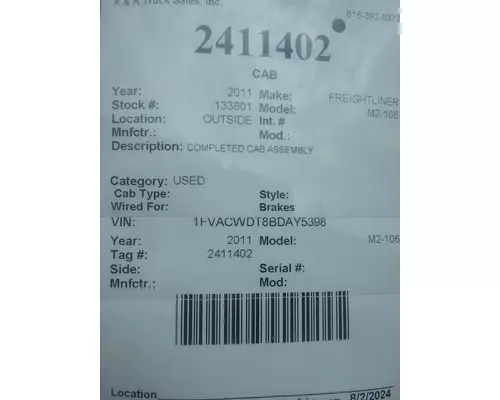 Truck Sales, Inc.
2411402
CAB
Year: 2011 Make: FREIGHTLINER
Stock #: 133801 Model: M2-106
Location: OUTSIDE Int. #
Mnfctr.: Mod.:
Description: COMPLETED CAB ASSEMBLY
Category: USED
Cab Type: Style:
Wired For: Brakes
VIN: 1FVACWDT8BDAY5398
Year: 2011 Model: M2-106
Tag #: 2411402
Side: Serial #:
Mnfctr.: Mod:
Location 8/2/2024